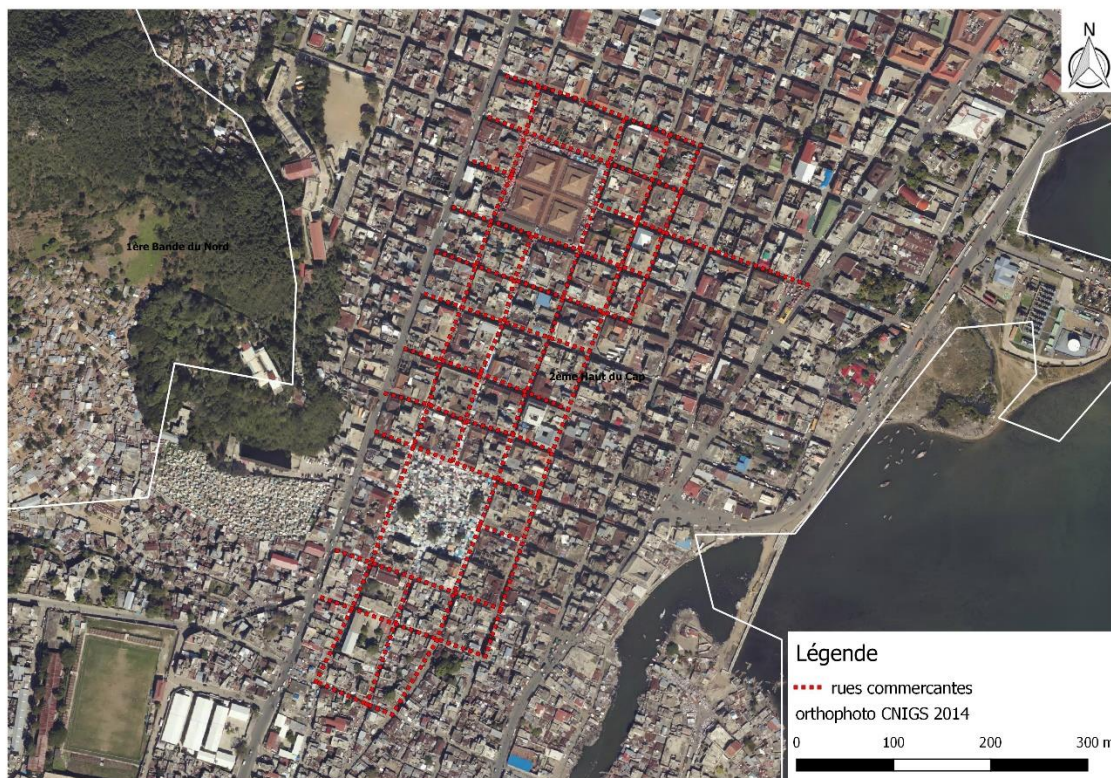 N
1ère Bande du Nord
2ème Haut du Cap
Légende
rues commercantes
orthophoto CNIGS 2014
0 100 200 300 m